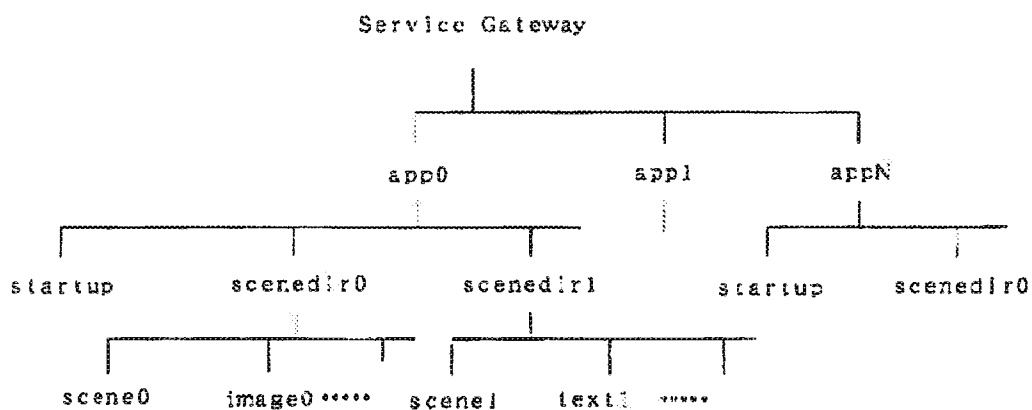 Service Gateway
app0 app1 appN
startup scenedir0 scenedir1 startup scenedir0
scene0 image0 ••••• scene1 text1 •••••